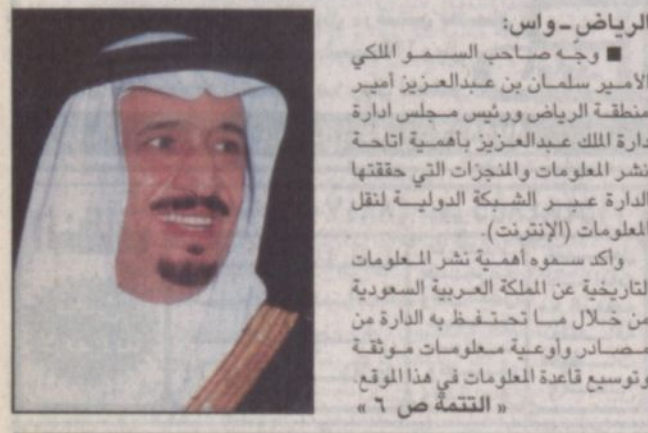 الرياض - واس:
■ وجه صاحب السمو الملكي
الأمير سلمان بن عبدالعزيز أمير
منطقة الرياض ورئيس مجلس ادارة
دارة الملك عبدالعزيز بأهمية اتاحة
نشر المعلومات والمنجزات التي حققتها
الدارة عبر الشبكة الدولية لنقل
المعلومات (الإنترنت).
وأكد سموه أهمية نشر المعلومات
التاريخية عن المملكة العربية السعودية
من خلال ما تحتفظ به الدارة من
مصادر وأوعية معلومات موثقة
وتوسيع قاعدة المعلومات في هذا الموقع.
« التتمة ص ٦ »